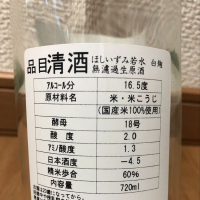 品目清酒 ほしいずみ若水 白麹
無濾過生原酒
アルコール分 16.5度
原材料名 米・米こうじ
(国産米100%使用)
酵母 18号
酸度 2.0
アミノ酸度 1.3
日本酒度 -4.5
精米歩合 60%
内容量 720ml